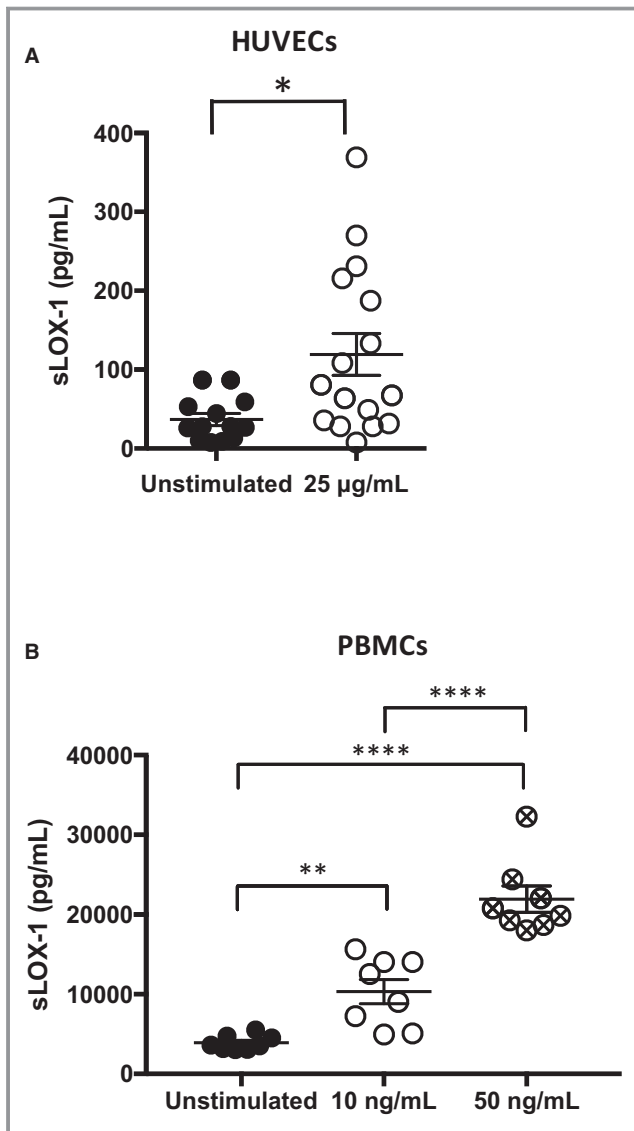 A
HUVECs
*
400
300
200
100
0
sLOX-1 (pg/mL)
Unstimulated 25 µg/mL
B
PBMCs
****
****
**
40000
30000
20000
10000
0
sLOX-1 (pg/mL)
Unstimulated 10 ng/mL 50 ng/mL